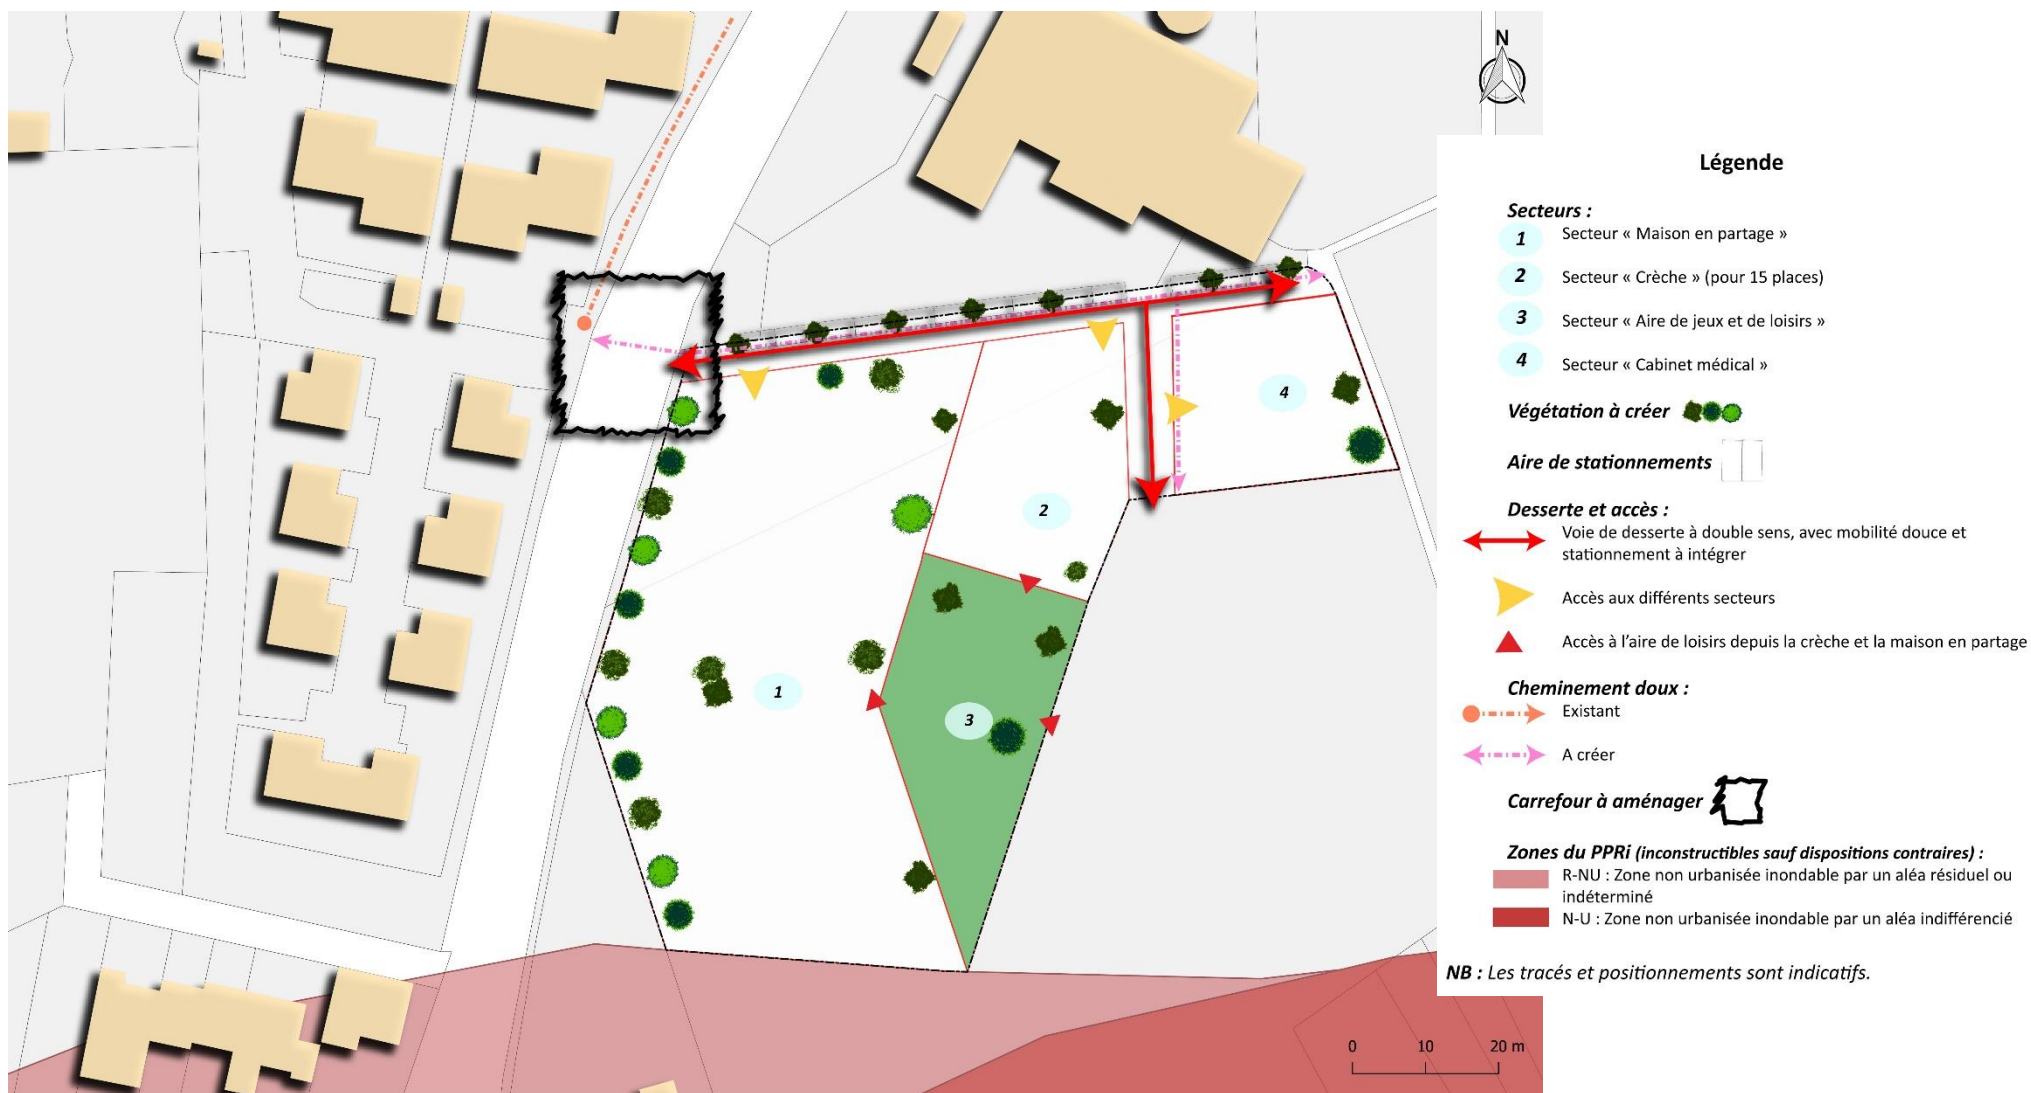 N
4
2
1
3
0 10 20 m
Légende
Secteurs :
1 Secteur « Maison en partage »
2 Secteur « Crèche » (pour 15 places)
3 Secteur « Aire de jeux et de loisirs »
4 Secteur « Cabinet médical »
Végétation à créer
Aire de stationnements
Desserte et accès :
Voie de desserte à double sens, avec mobilité douce et
stationnement à intégrer
Accès aux différents secteurs
Accès à l'aire de loisirs depuis la crèche et la maison en partage
Cheminement doux :
Existant
A créer
Carrefour à aménager
Zones du PPRi (inconstructibles sauf dispositions contraires) :
R-NU : Zone non urbanisée inondable par un aléa résiduel ou
indéterminé
N-U : Zone non urbanisée inondable par un aléa indifférencié
NB : Les tracés et positionnements sont indicatifs.